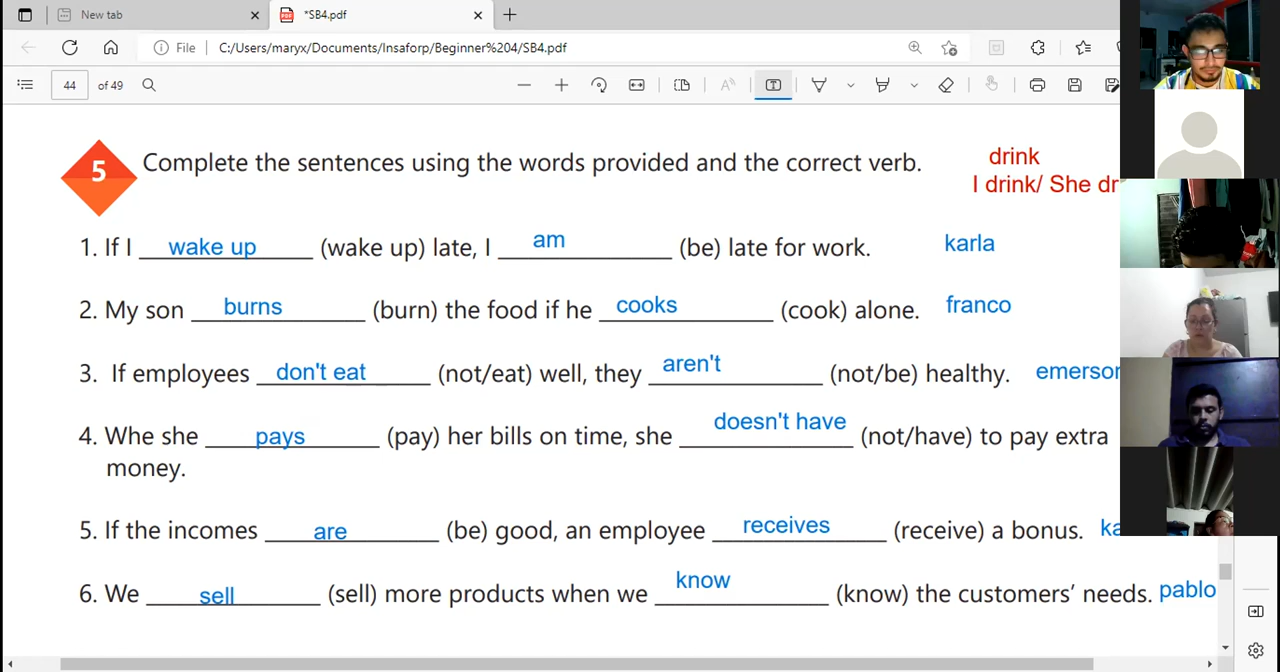 New tab
*SB4.pdf
File C:/Users/maryx/Documents/Insaforp/Beginner%204/SB4.pdf
44 of 49
5 Complete the sentences using the words provided and the correct verb.
drink
I drink/ She dr
1. If I wake up (wake up) late, I am (be) late for work. karla
2. My son burns (burn) the food if he cooks (cook) alone. franco
3. If employees don't eat (not/eat) well, they aren't (not/be) healthy. emerson
4. Whe she pays (pay) her bills on time, she doesn't have (not/have) to pay extra
money.
5. If the incomes are (be) good, an employee receives (receive) a bonus. ka
6. We sell (sell) more products when we know (know) the customers' needs. pablo